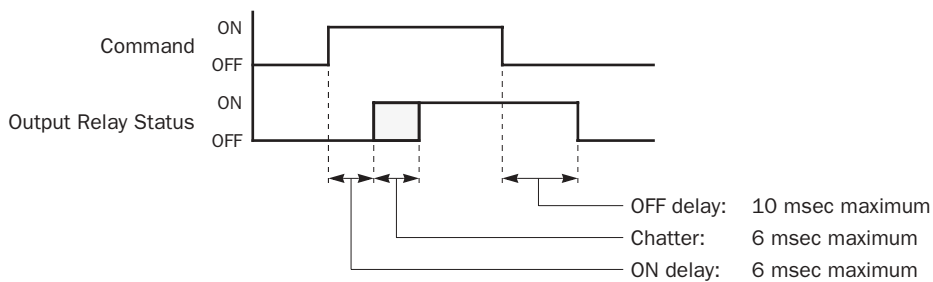 Command
ON
OFF
Output Relay Status
ON
OFF
OFF delay: 10 msec maximum
Chatter: 6 msec maximum
ON delay: 6 msec maximum